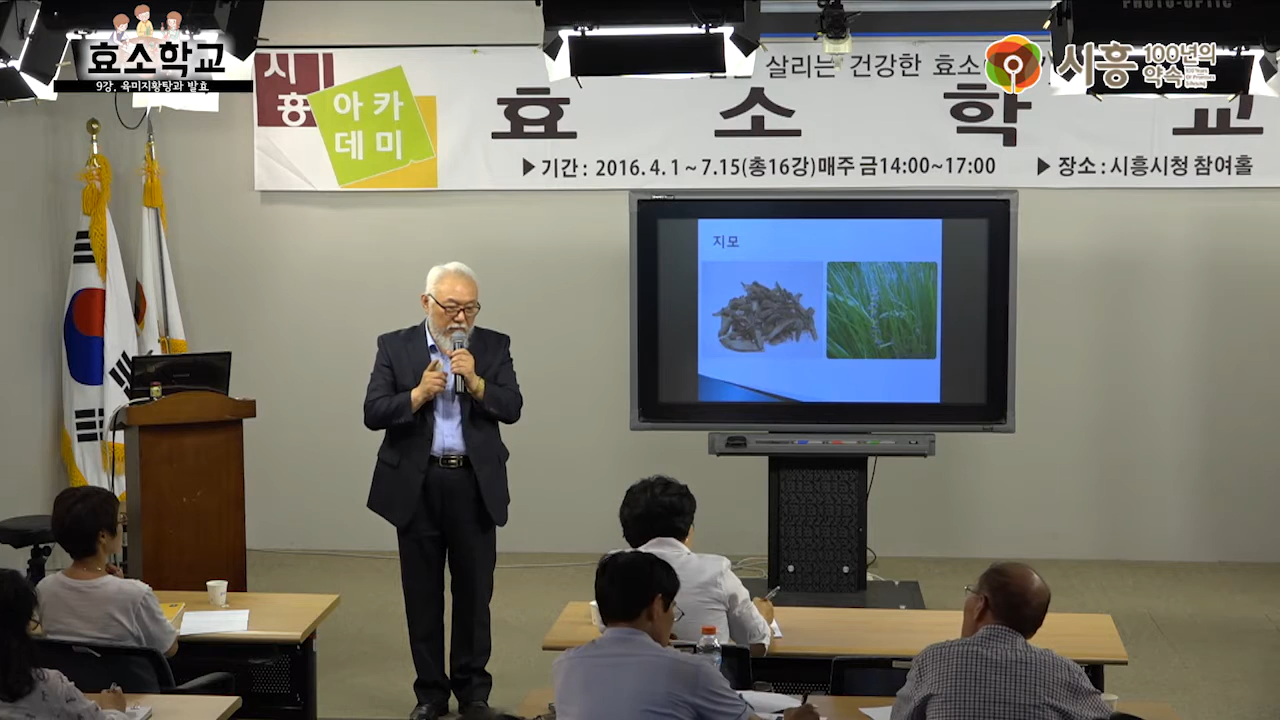 PHOTO-OPTIC
효소학교
9강. 육미지황탕과 발효
시흥
아카데미
살리는 건강한 효소
효소학교
▶기간 : 2016. 4. 1 ~ 7.15(총16강) 매주 금14:00~17:00
▶장소 : 시흥시청 참여홀
시흥
100년의
약속
지모